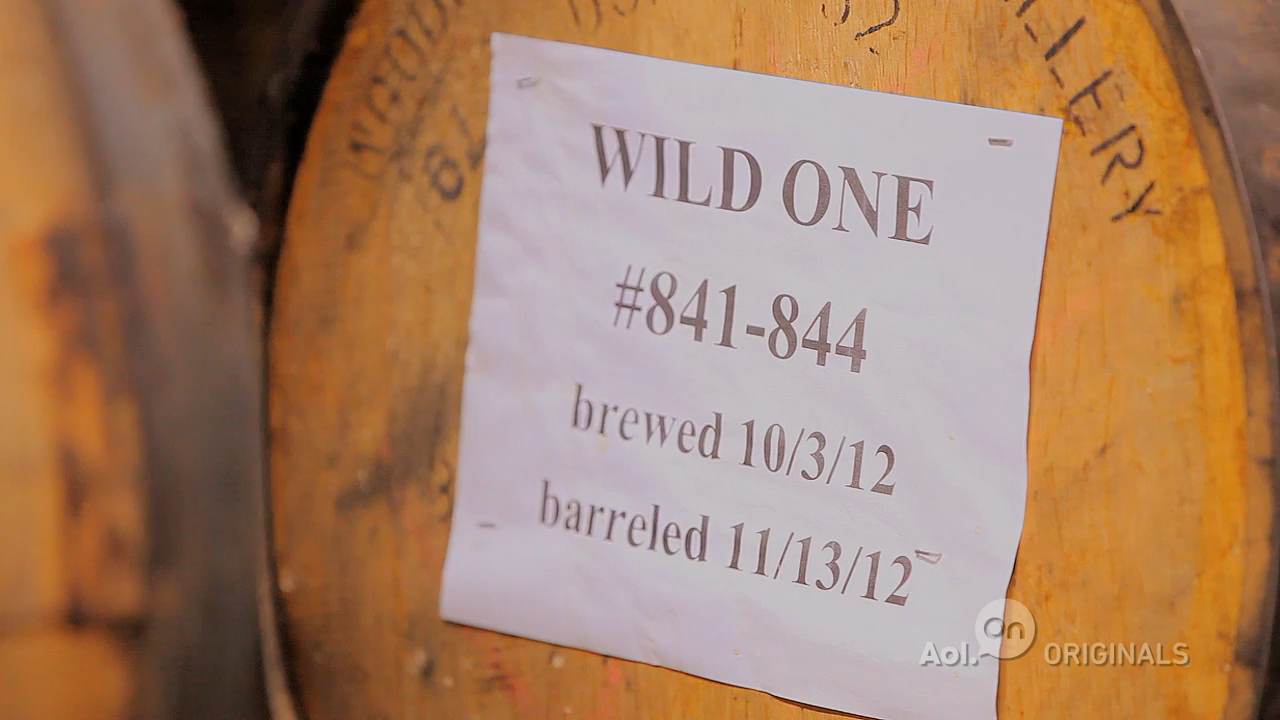 WILD ONE
#841-844
brewed 10/3/12
barreled 11/13/12
Aol.on ORIGINALS